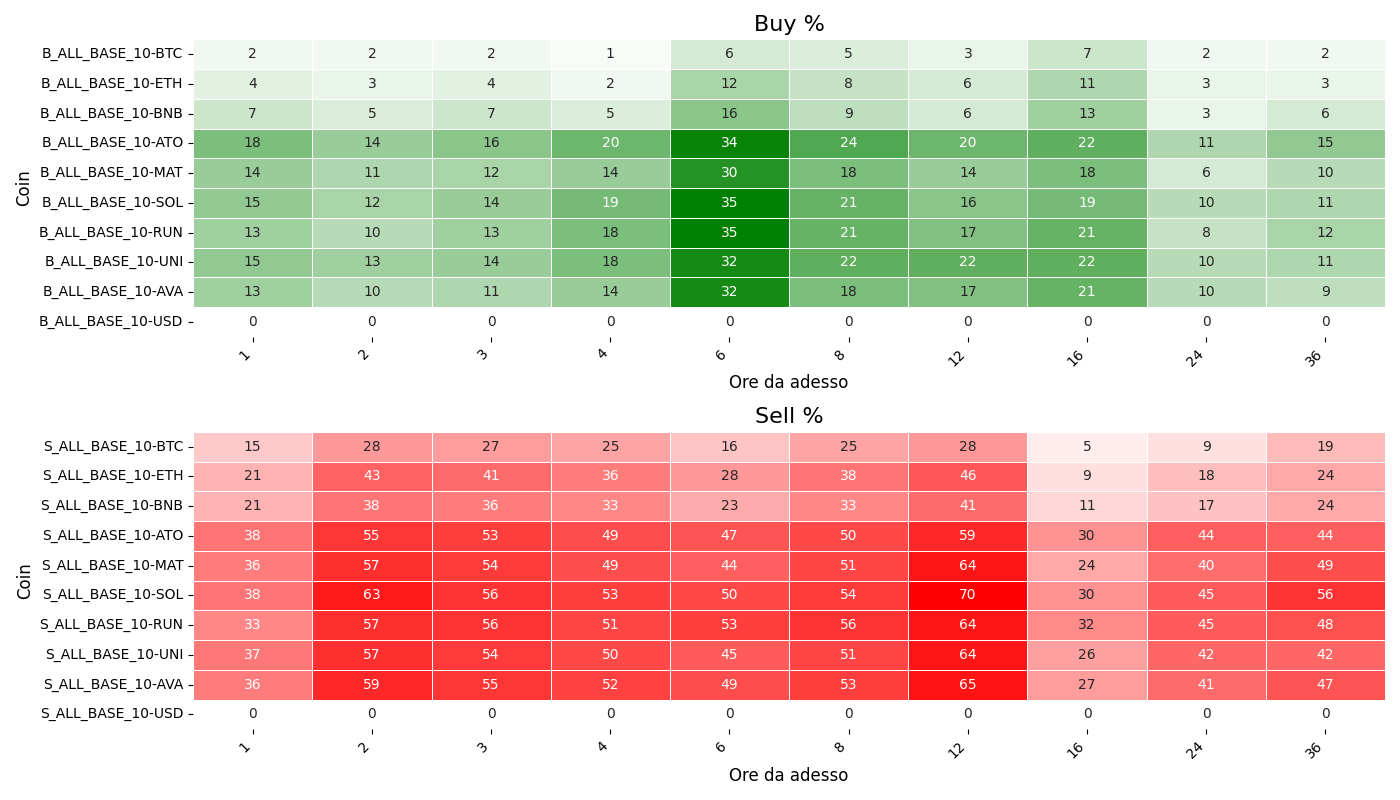 Buy %
Coin
B_ALL_BASE_10-BTC 2 2 2 1 6 5 3 7 2 2
B_ALL_BASE_10-ETH 4 3 4 2 12 8 6 11 3 3
B_ALL_BASE_10-BNB 7 5 7 5 16 9 6 13 3 6
B_ALL_BASE_10-ATO 18 14 16 20 34 24 20 22 11 15
B_ALL_BASE_10-MAT 14 11 12 14 30 18 14 18 6 10
B_ALL_BASE_10-SOL 15 12 14 19 35 21 16 19 10 11
B_ALL_BASE_10-RUN 13 10 13 18 35 21 17 21 8 12
B_ALL_BASE_10-UNI 15 13 14 18 32 22 22 22 10 11
B_ALL_BASE_10-AVA 13 10 11 14 32 18 17 21 10 9
B_ALL_BASE_10-USD 0 0 0 0 0 0 0 0 0 0
1 2 3 4 6 8 12 16 24 36
Ore da adesso
Sell %
Coin
S_ALL_BASE_10-BTC 15 28 27 25 16 25 28 5 9 19
S_ALL_BASE_10-ETH 21 43 41 36 28 38 46 9 18 24
S_ALL_BASE_10-BNB 21 38 36 33 23 33 41 11 17 24
S_ALL_BASE_10-ATO 38 55 53 49 47 50 59 30 44 44
S_ALL_BASE_10-MAT 36 57 54 49 44 51 64 24 40 49
S_ALL_BASE_10-SOL 38 63 56 53 50 54 70 30 45 56
S_ALL_BASE_10-RUN 33 57 56 51 53 56 64 32 45 48
S_ALL_BASE_10-UNI 37 57 54 50 45 51 64 26 42 42
S_ALL_BASE_10-AVA 36 59 55 52 49 53 65 27 41 47
S_ALL_BASE_10-USD 0 0 0 0 0 0 0 0 0 0
1 2 3 4 6 8 12 16 24 36
Ore da adesso